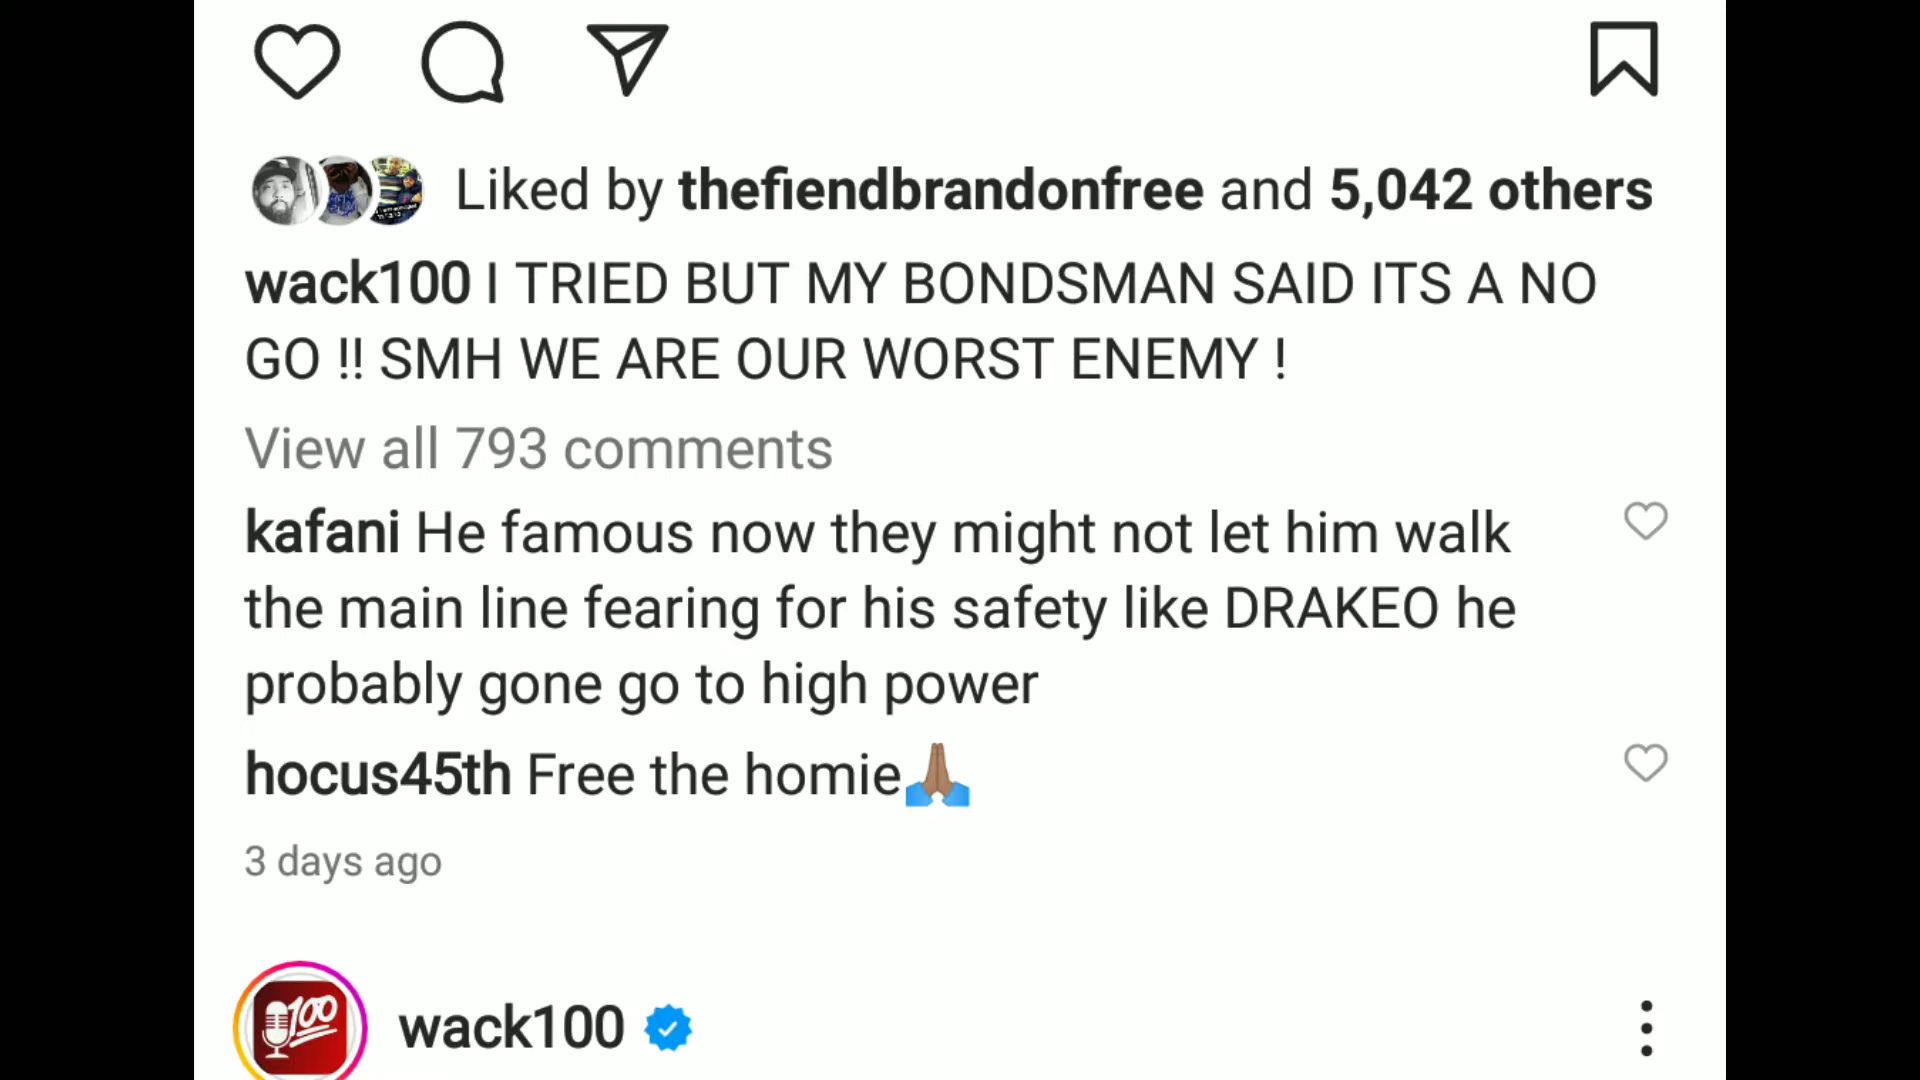 Liked by thefiendbrandonfree and 5,042 others
wack100 I TRIED BUT MY BONDSMAN SAID ITS A NO
GO !! SMH WE ARE OUR WORST ENEMY !
View all 793 comments
kafani He famous now they might not let him walk
the main line fearing for his safety like DRAKEO he
probably gone go to high power
hocus45th Free the homie🙏🏽
3 days ago
100
wack100